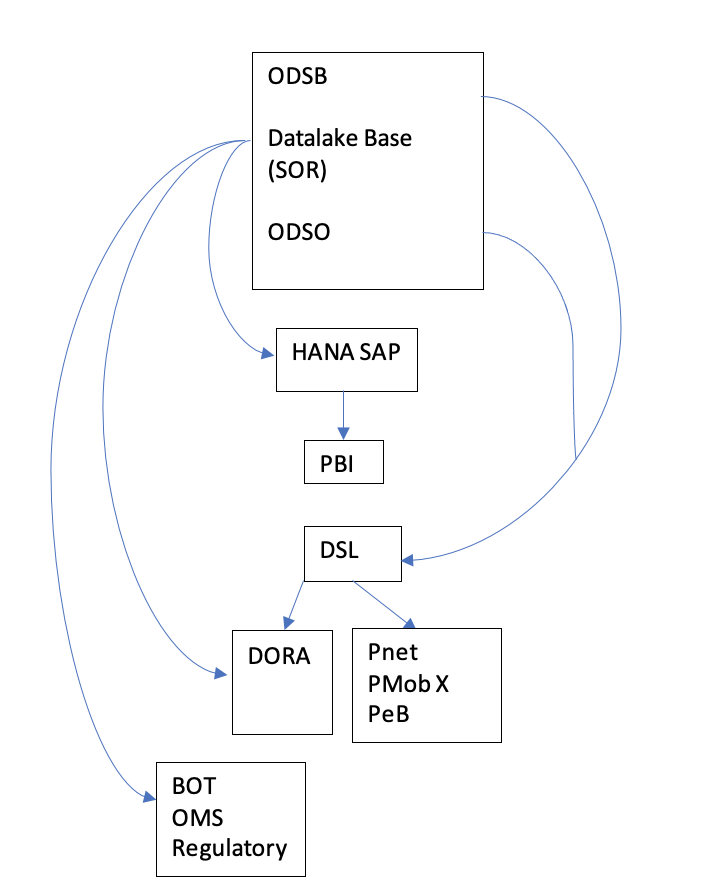 ODSB
Datalake Base
(SOR)
ODSO
HANA SAP
PBI
DSL
DORA
Pnet
PMob X
PeB
BOT
OMS
Regulatory